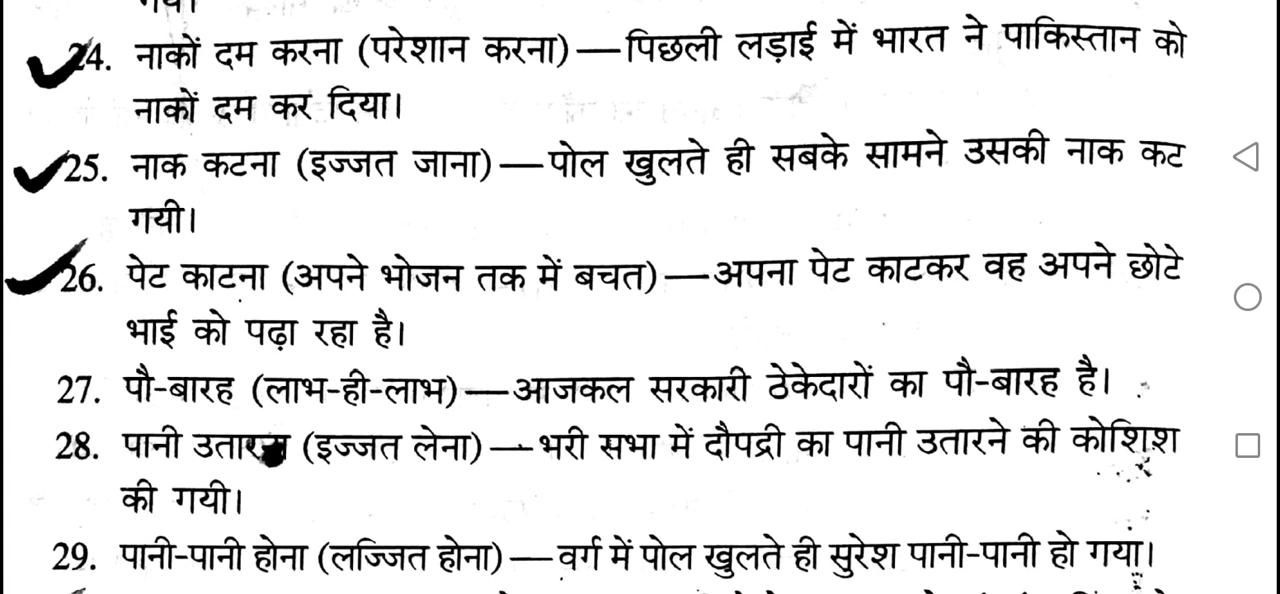 24. नाकों दम करना (परेशान करना)—पिछली लड़ाई में भारत ने पाकिस्तान को
नाकों दम कर दिया।
25. नाक कटना (इज्जत जाना)—पोल खुलते ही सबके सामने उसकी नाक कट
गयी।
26. पेट काटना (अपने भोजन तक में बचत)—अपना पेट काटकर वह अपने छोटे
भाई को पढ़ा रहा है।
27. पौ-बारह (लाभ-ही-लाभ)—आजकल सरकारी ठेकेदारों का पौ-बारह है।
28. पानी उतारना (इज्जत लेना)—भरी सभा में दौपद्री का पानी उतारने की कोशिश
की गयी।
29. पानी-पानी होना (लज्जित होना)—वर्ग में पोल खुलते ही सुरेश पानी-पानी हो गया।